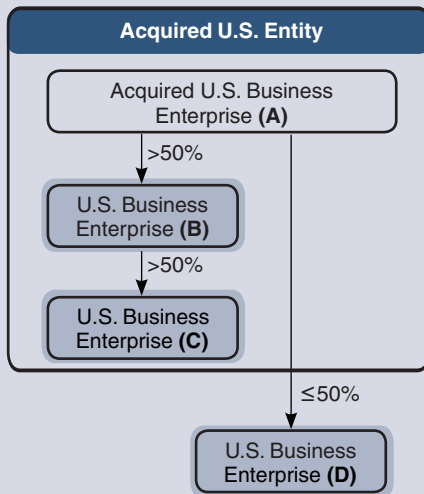 Acquired U.S. Entity
Acquired U.S. Business
Enterprise (A)
>50%
U.S. Business
Enterprise (B)
>50%
U.S. Business
Enterprise (C)
≤50%
U.S. Business
Enterprise (D)